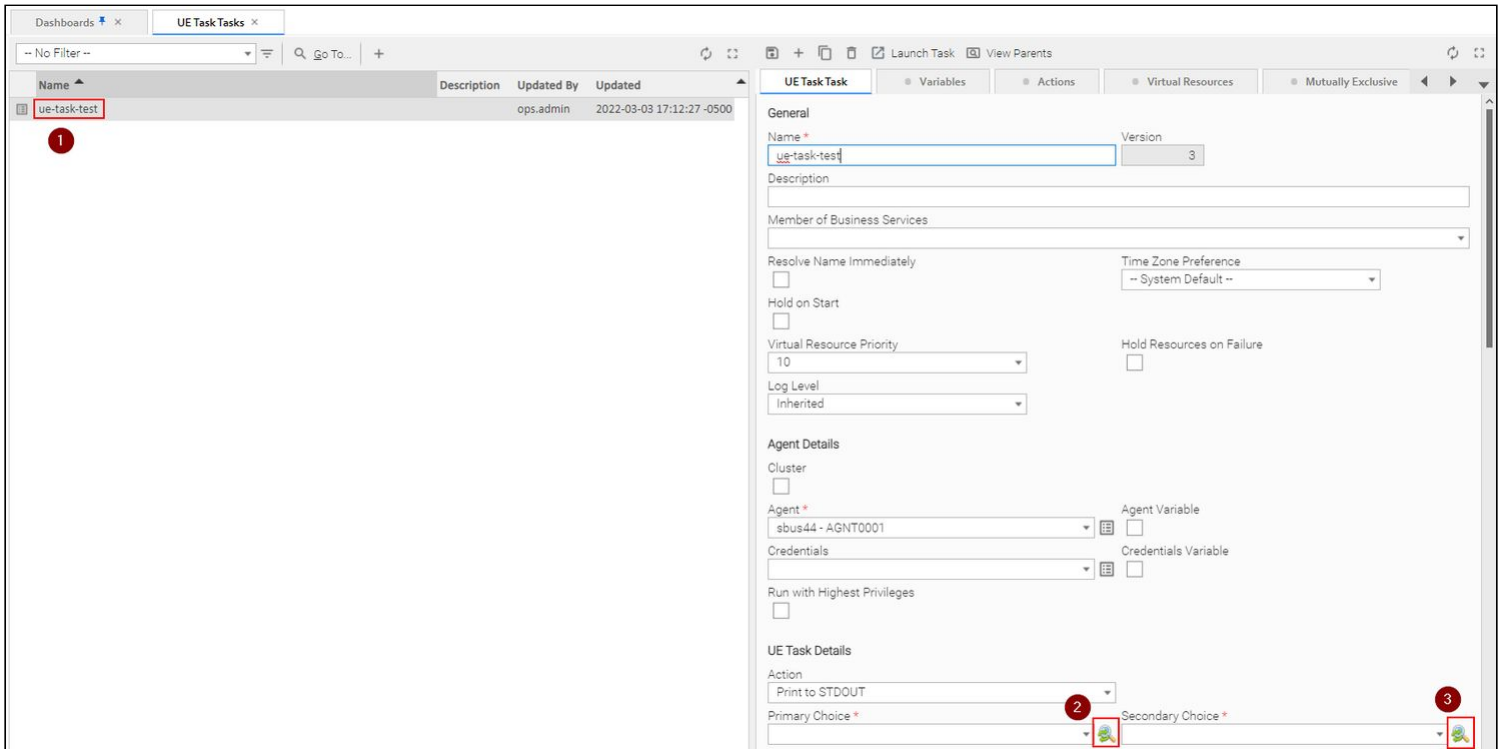 Dashboards
UE Task Tasks
-- No Filter --
Go To...
Launch Task
View Parents
Name
Description
Updated By
Updated
ue-task-test
ops.admin
2022-03-03 17:12:27 -0500
1
UE Task Task
Variables
Actions
Virtual Resources
Mutually Exclusive
General
Name *
Version
ue-task-test
3
Description
Member of Business Services
Resolve Name Immediately
Time Zone Preference
-- System Default --
Hold on Start
Virtual Resource Priority
Hold Resources on Failure
10
Log Level
Inherited
Agent Details
Cluster
Agent *
Agent Variable
sbus44 - AGNT0001
Credentials
Credentials Variable
Run with Highest Privileges
UE Task Details
Action
Print to STDOUT
2
3
Primary Choice *
Secondary Choice *